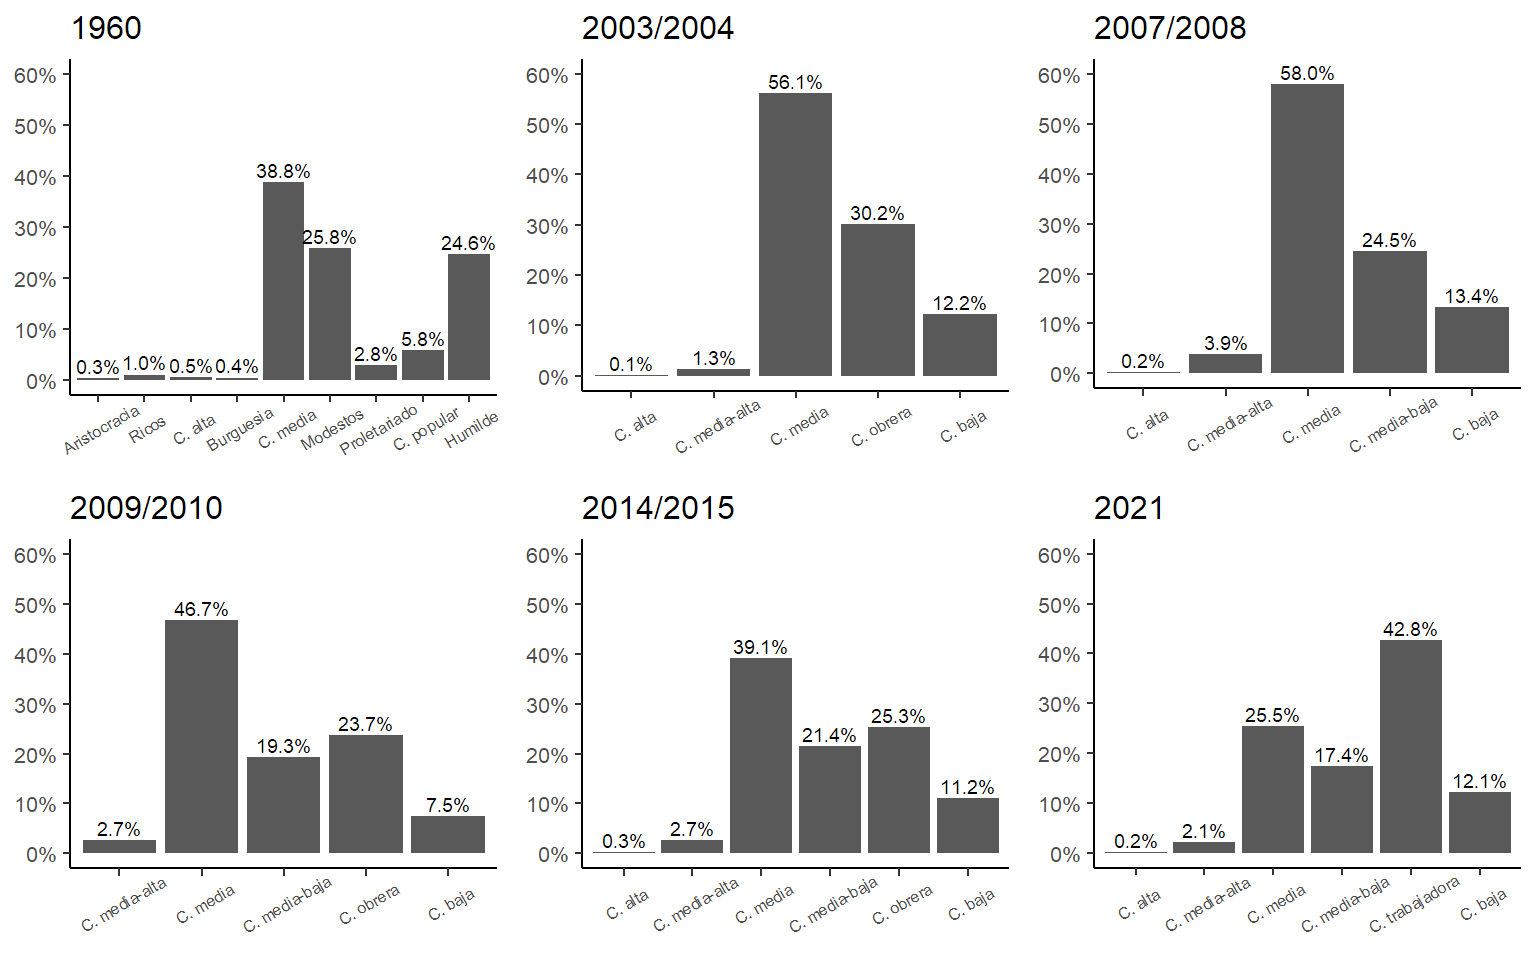 1960
60%
50%
40%
30%
20%
10%
0%
0.3%
1.0%
0.5%
0.4%
38.8%
25.8%
2.8%
5.8%
24.6%
Aristocracia
Ricos
C. alta
Burguesia
C. media
Modestos
Proletariado
C. popular
Humilde
2003/2004
60%
50%
40%
30%
20%
10%
0%
0.1%
1.3%
56.1%
30.2%
12.2%
C. alta
C. media-alta
C. media
C. obrera
C. baja
2007/2008
60%
50%
40%
30%
20%
10%
0%
0.2%
3.9%
58.0%
24.5%
13.4%
C. alta
C. media-alta
C. media
C. media-baja
C. baja
2009/2010
60%
50%
40%
30%
20%
10%
0%
2.7%
46.7%
19.3%
23.7%
7.5%
C. media-alta
C. media
C. media-baja
C. obrera
C. baja
2014/2015
60%
50%
40%
30%
20%
10%
0%
0.3%
2.7%
39.1%
21.4%
25.3%
11.2%
C. alta
C. media-alta
C. media
C. media-baja
C. obrera
C. baja
2021
60%
50%
40%
30%
20%
10%
0%
0.2%
2.1%
25.5%
17.4%
42.8%
12.1%
C. alta
C. media-alta
C. media
C. media-baja
C. trabajadora
C. baja